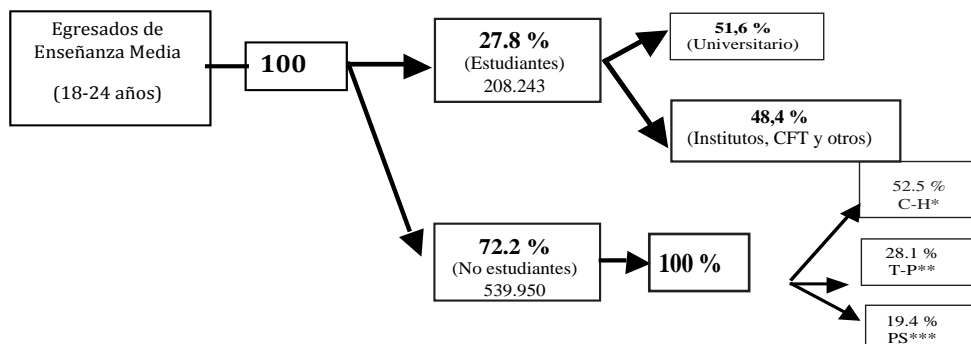 Egresados de
Enseñanza Media
(18-24 años)
100
27.8 %
(Estudiantes)
208.243
51,6 %
(Universitario)
48,4 %
(Institutos, CFT y otros)
72.2 %
(No estudiantes)
539.950
100 %
52.5 %
C-H*
28.1 %
T-P**
19.4 %
PS***